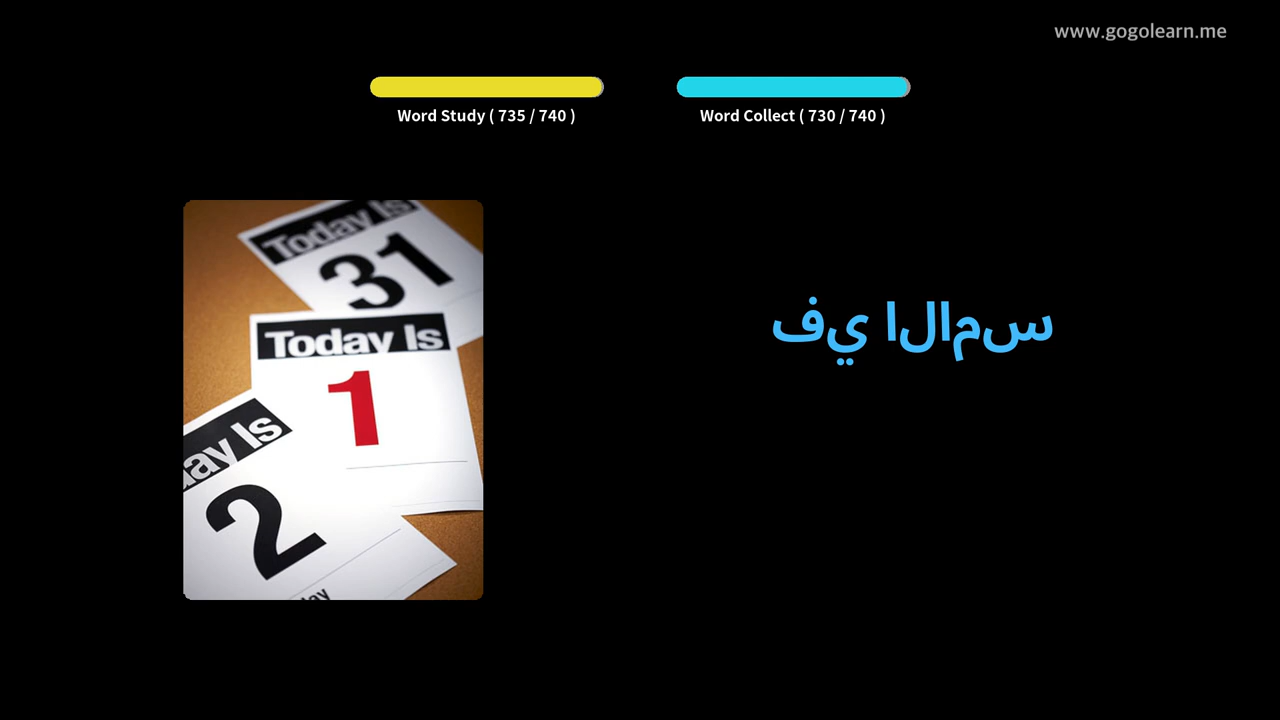 www.gogolearn.me
Word Study ( 735 / 740 )
Word Collect ( 730 / 740 )
Today Is
31
Today Is
1
ay Is
2
في الامس